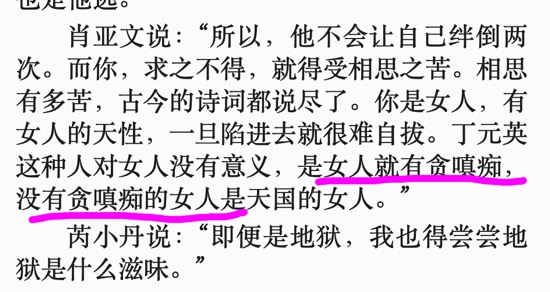 也是他选。”
肖亚文说：“所以，他不会让自己绊倒两
次。而你，求之不得，就得受相思之苦。相思
有多苦，古今的诗词都说尽了。你是女人，有
女人的天性，一旦陷进去就很难自拔。丁元英
这种人对女人没有意义，是女人就有贪嗔痴，
没有贪嗔痴的女人是天国的女人。”
芮小丹说：“即便是地狱，我也得尝尝地
狱是什么滋味。”